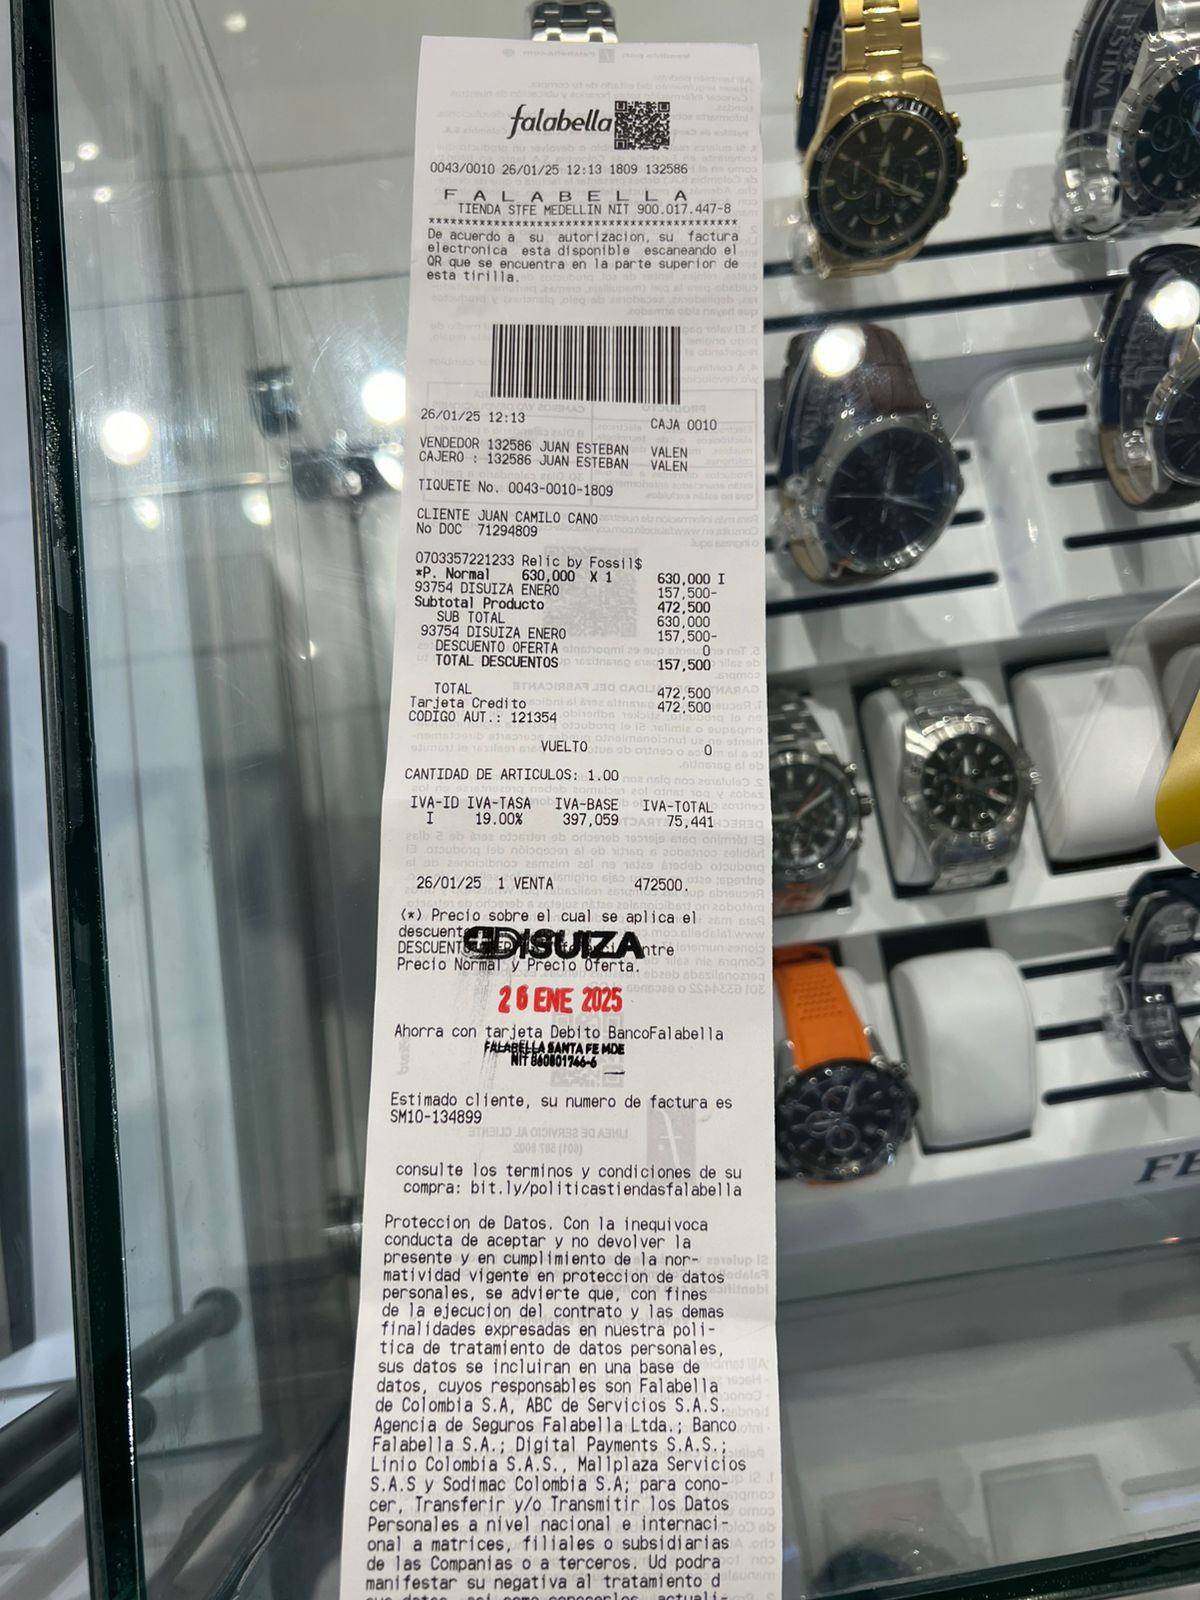 falabella
0043/0010 26/01/25 12:13 1809 132586
F A L A B E L L A
TIENDA STFE MEDELLIN NIT 900.017.447-8
**************************************
De acuerdo a su autorizacion, su factura
electronica esta disponible escaneando el
QR que se encuentra en la parte superior de
esta tirilla.
26/01/25 12:13 CAJA 0010
VENDEDOR 132586 JUAN ESTEBAN VALEN
CAJERO : 132586 JUAN ESTEBAN VALEN
TIQUETE No. 0043-0010-1809
CLIENTE JUAN CAMILO CANO
No DOC 71294809
0703357221233 Relic by Fossil$
*P. Normal 630,000 X 1 630,000 I
93754 DISUIZA ENERO 157,500-
Subtotal Producto 472,500
SUB TOTAL 630,000
93754 DISUIZA ENERO 157,500-
DESCUENTO OFERTA 0
TOTAL DESCUENTOS 157,500
TOTAL 472,500
Tarjeta Credito 472,500
CODIGO AUT.: 121354
VUELTO 0
CANTIDAD DE ARTICULOS: 1.00
IVA-ID IVA-TASA IVA-BASE IVA-TOTAL
I 19.00% 397,059 75,441
26/01/25 1 VENTA 472500.
(*) Precio sobre el cual se aplica el
descuento
DISUIZA
DESCUENTO entre
Precio Normal y Precio Oferta.
26 ENE 2025
Ahorra con tarjeta Debito BancoFalabella
FALABELLA SANTA FE MDE
NIT 860801746-6
Estimado cliente, su numero de factura es
SM10-134899
consulte los terminos y condiciones de su
compra: bit.ly/politicastiendasfalabella
Proteccion de Datos. Con la inequivoca
conducta de aceptar y no devolver la
presente y en cumplimiento de la nor-
matividad vigente en proteccion de datos
personales, se advierte que, con fines
de la ejecucion del contrato y las demas
finalidades expresadas en nuestra poli-
tica de tratamiento de datos personales,
sus datos se incluiran en una base de
datos, cuyos responsables son Falabella
de Colombia S.A, ABC de Servicios S.A.S.
Agencia de Seguros Falabella Ltda.; Banco
Falabella S.A.; Digital Payments S.A.S.;
Linio Colombia S.A.S., Mallplaza Servicios
S.A.S y Sodimac Colombia S.A; para cono-
cer, Transferir y/o Transmitir los Datos
Personales a nivel nacional e internaci-
onal a matrices, filiales o subsidiarias
de las Companias o a terceros. Ud podra
manifestar su negativa al tratamiento d
FESTINA
FE